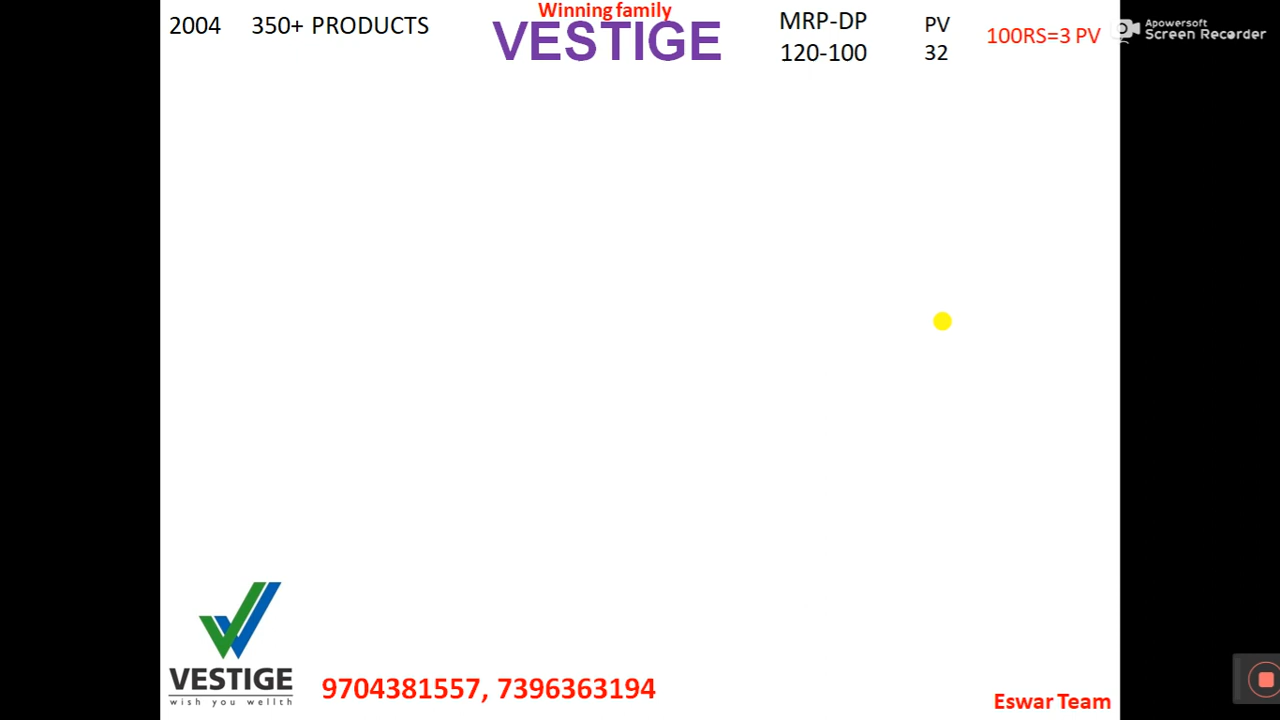 Winning family
2004 350+ PRODUCTS VESTIGE MRP-DP PV
120-100 32 100RS=3 PV
Apowersoft
Screen Recorder
VESTIGE
wish you wellth
9704381557, 7396363194
Eswar Team